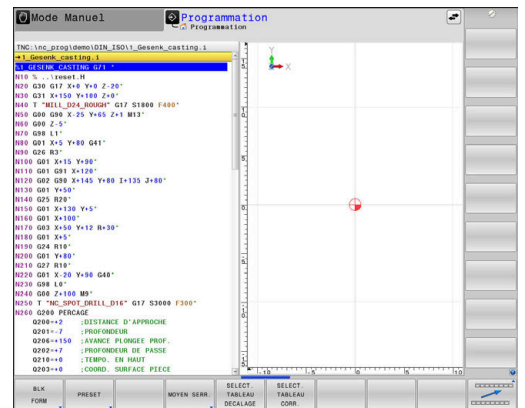 Mode Manuel
Programmation
Programmation
TNC:\nc_prog\demo\DIN_ISO\1_Gesenk_casting.i
→1_Gesenk_casting.i
%1_GESENK_CASTING G71 *
N10 % ..\reset.H
N20 G30 G17 X+0 Y+0 Z-20*
N30 G31 X+150 Y+100 Z+0*
N40 T "MILL_D24_ROUGH" G17 S1800 F400*
N50 G00 G90 X-25 Y+65 Z+1 M13*
N60 G00 Z-5*
N70 G98 L1*
N80 G01 X+5 Y+80 G41*
N90 G26 R3*
N100 G01 X+15 Y+90*
N110 G01 G91 X+120*
N120 G02 G90 X+145 Y+80 I+135 J+80*
N130 G01 Y+50*
N140 G25 R20*
N150 G01 X+130 Y+5*
N160 G01 X+100*
N170 G03 X+50 Y+12 R+30*
N180 G01 X+5*
N190 G24 R10*
N200 G01 Y+80*
N210 G27 R10*
N220 G01 X-20 Y+90 G40*
N230 G98 L0*
N240 G00 Z+100 M9*
N250 T "NC_SPOT_DRILL_D16" G17 S3000 F300*
N260 G200 PERCAGE
Q200=+2 ;DISTANCE D'APPROCHE
Q201=-7 ;PROFONDEUR
Q206=+150 ;AVANCE PLONGEE PROF.
Q202=+7 ;PROFONDEUR DE PASSE
Q210=+0 ;TEMPO. EN HAUT
Q203=+0 ;COORD. SURFACE PIECE
Y
X
BLK
FORM
PRESET
MOYEN SERR.
SELECT.
TABLEAU
DECALAGE
SELECT.
TABLEAU
CORR.